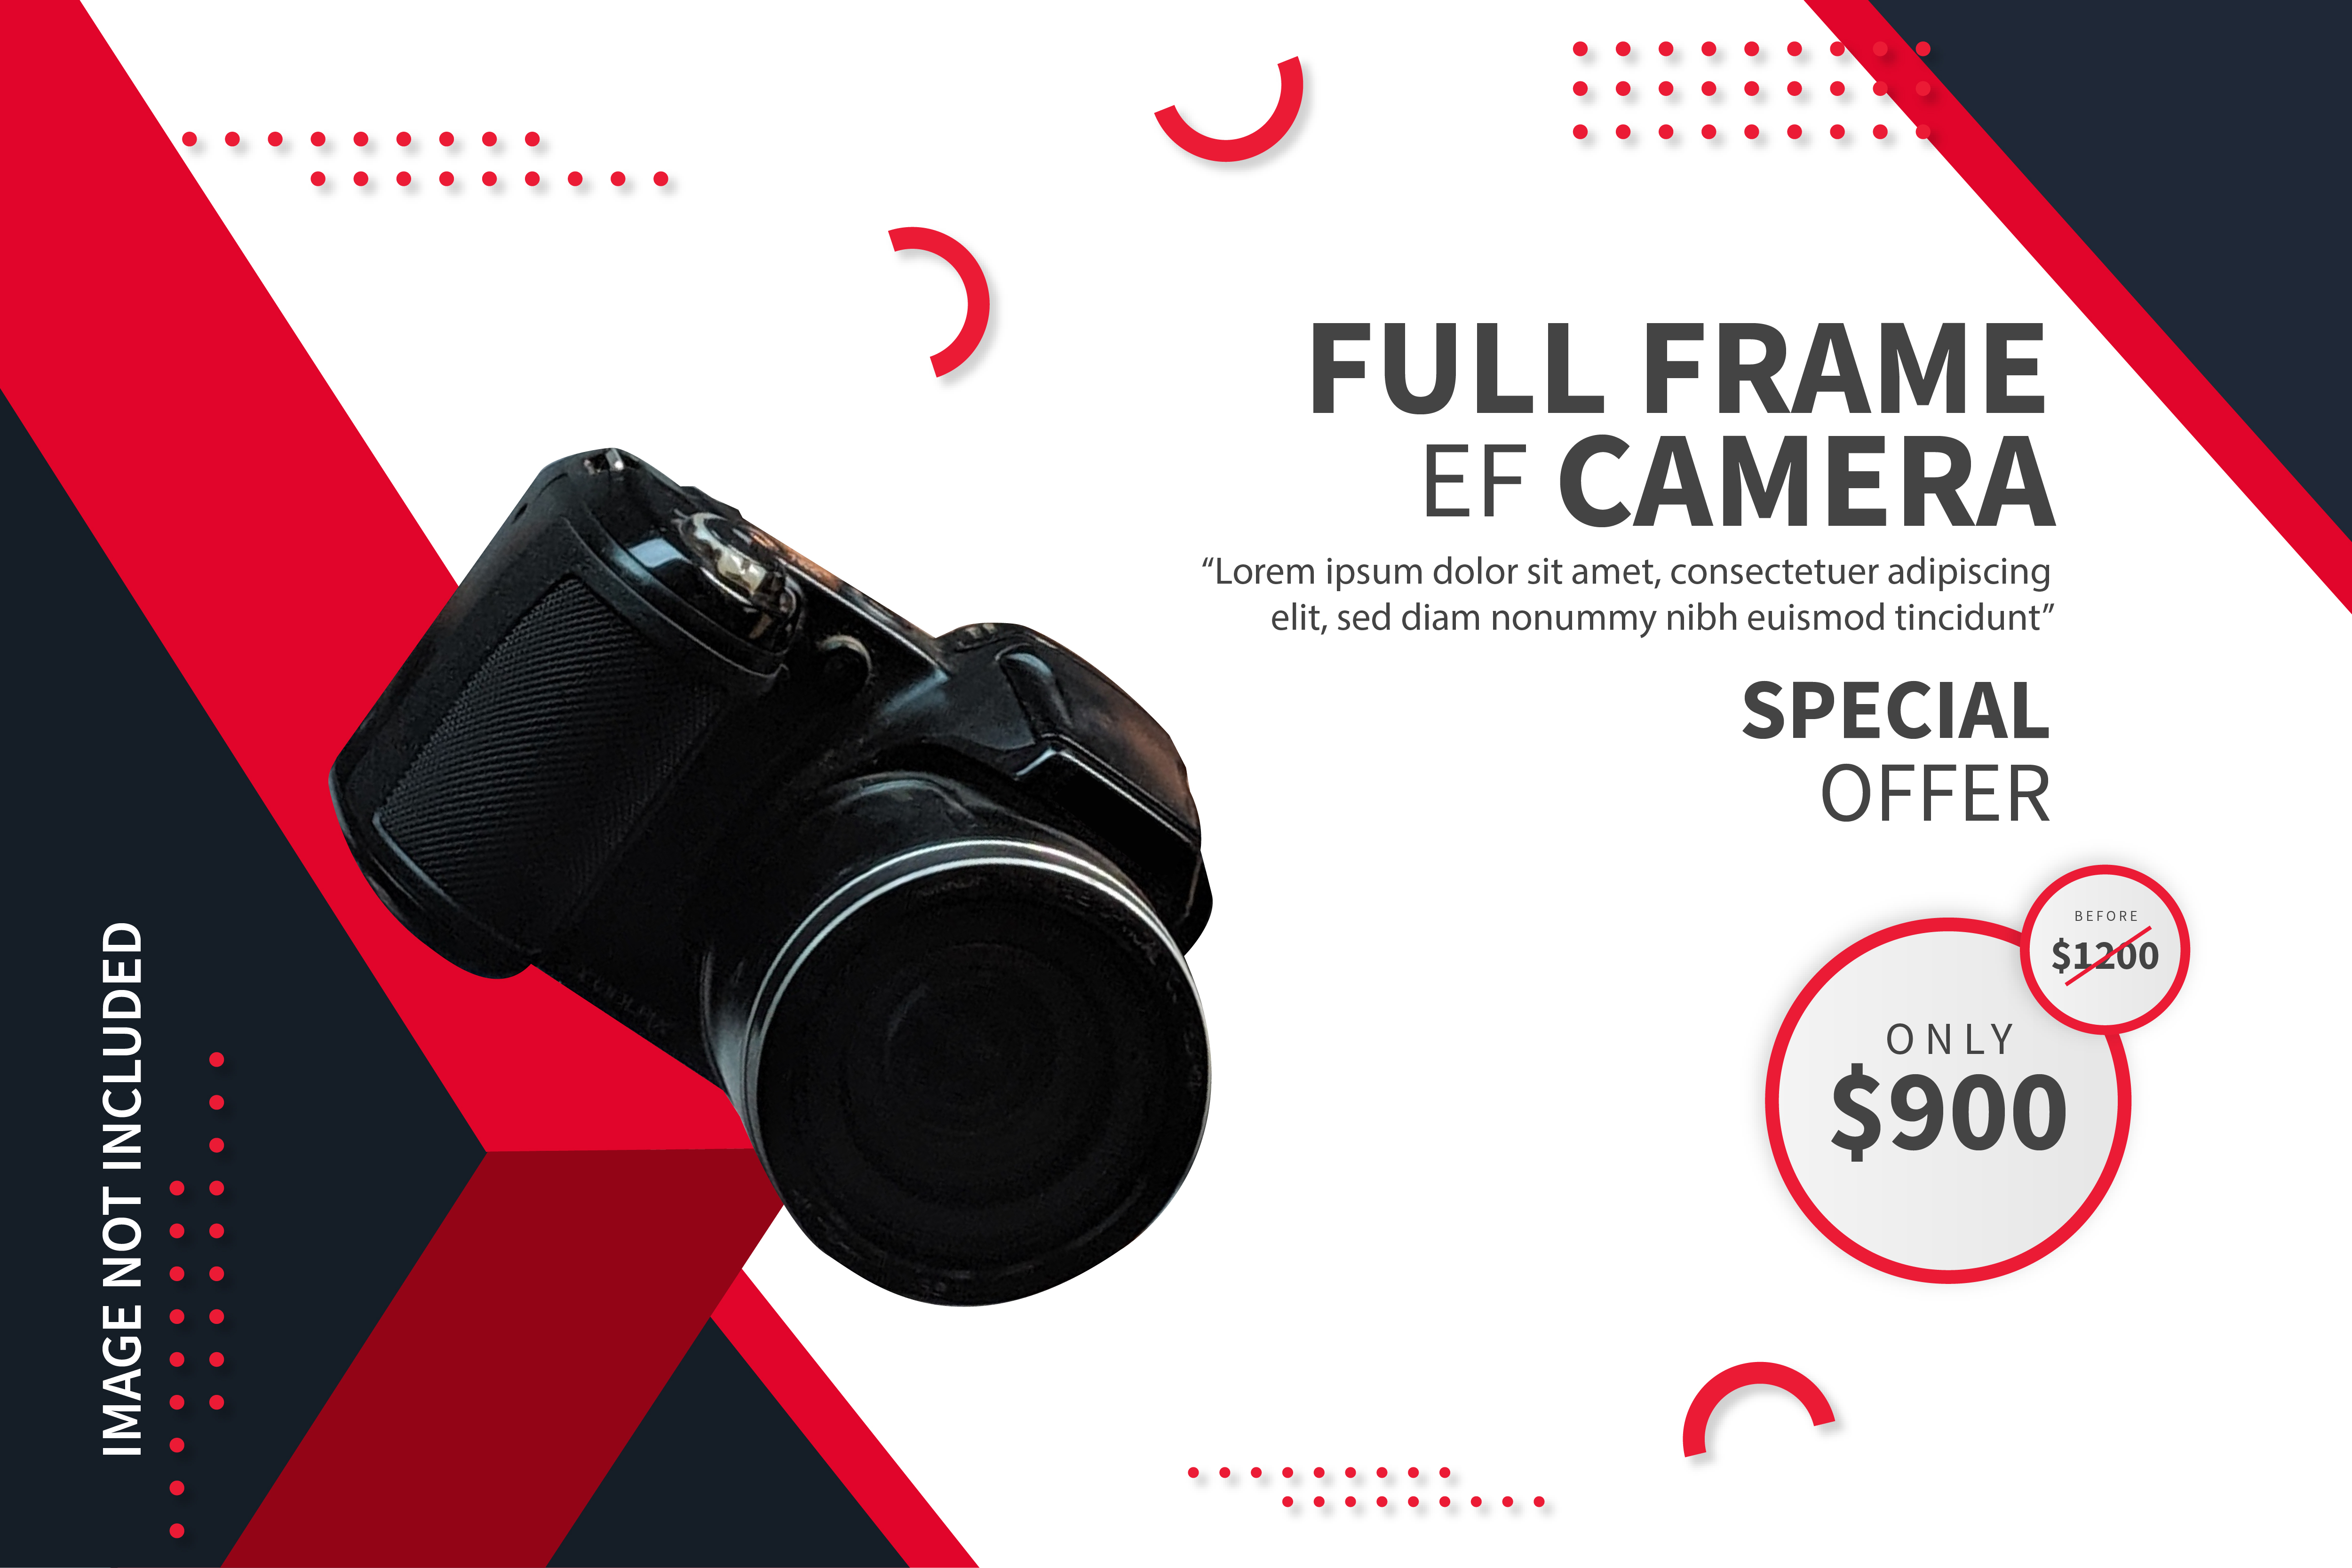 FULL FRAME
EF CAMERA
“Lorem ipsum dolor sit amet, consectetuer adipiscing
elit, sed diam nonummy nibh euismod tincidunt”
SPECIAL
OFFER
BEFORE
$1200
ONLY
$900
IMAGE NOT INCLUDED